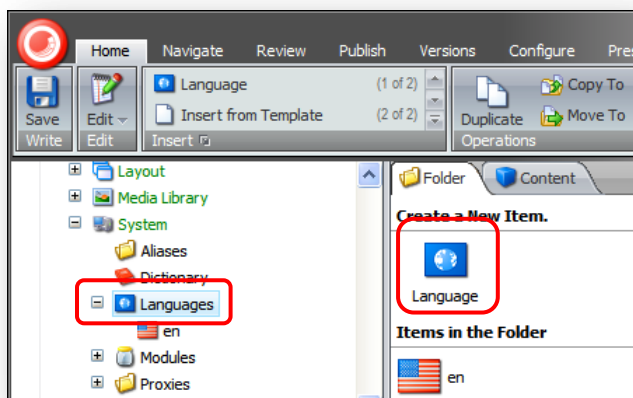 Home Navigate Review Publish Versions Configure Pres
Language (1 of 2)
Insert from Template (2 of 2)
Save Edit Duplicate Copy To Move To
Write Edit Insert Operations
Layout
Media Library
System
Aliases
Dictionary
Languages
en
Modules
Proxies
Folder Content
Create a New Item.
Language
Items in the Folder
en